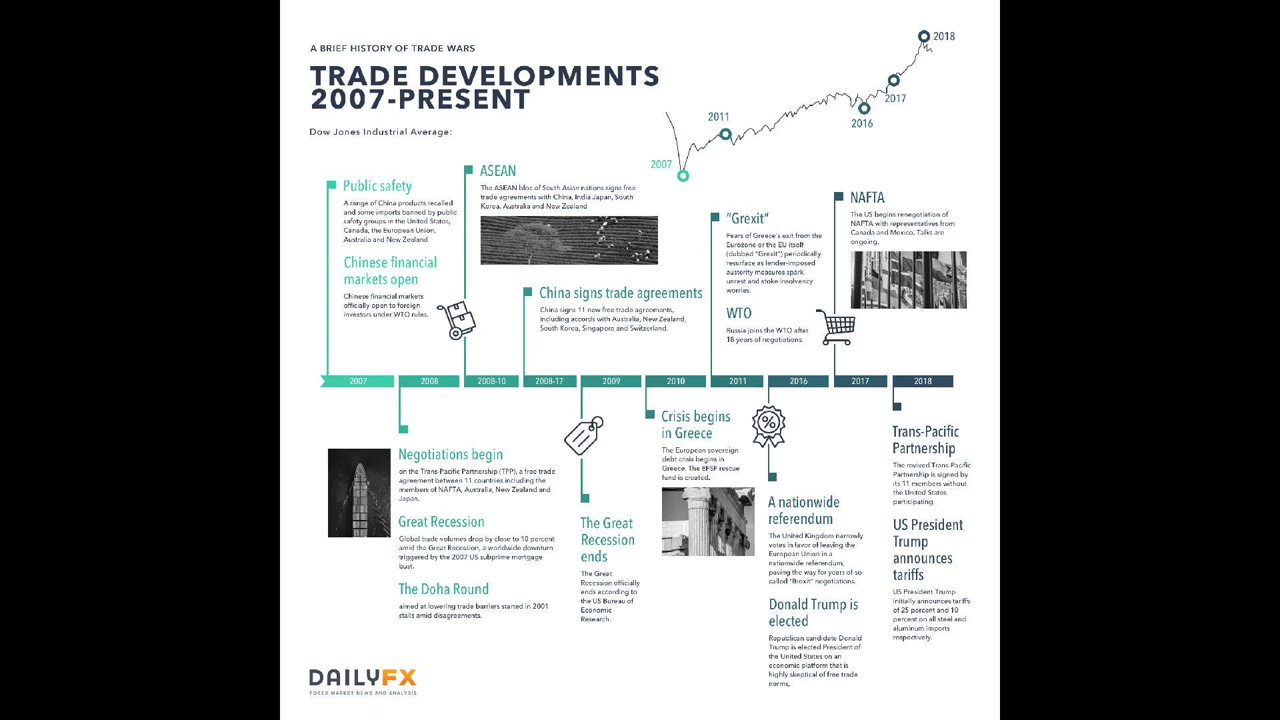 A BRIEF HISTORY OF TRADE WARS
TRADE DEVELOPMENTS
2007-PRESENT
Dow Jones Industrial Average:
2007
2011
2016
2017
2018
Public safety
A range of China products recalled
and some imports banned by public
safety groups in the United States,
Canada, the European Union,
Australia and New Zealand
Chinese financial
markets open
Chinese financial markets
officially open to foreign
investors under WTO rules.
ASEAN
The ASEAN bloc of South Asian nations signs free
trade agreements with China, India Japan, South
Korea, Australia and New Zealand
China signs trade agreements
China signs 11 new free trade agreements,
including accords with Australia, New Zealand,
South Korea, Singapore and Switzerland.
"Grexit"
Fears of Greece's exit from the
Eurozone or the EU itself
(dubbed "Grexit") periodically
resurface as lender-imposed
austerity measures spark
unrest and stoke insolvency
worries.
WTO
Russia joins the WTO after
18 years of negotiations.
NAFTA
The US begins renegotiation of
NAFTA with representatives from
Canada and Mexico. Talks are
ongoing.
2007
2008
2008-10
2008-17
2009
2010
2011
2016
2017
2018
Negotiations begin
on the Trans-Pacific Partnership (TPP), a free trade
agreement between 11 countries including the
members of NAFTA, Australia, New Zealand and
Japan.
Great Recession
Global trade volumes drop by close to 10 percent
amid the Great Recession, a worldwide downturn
triggered by the 2007 US subprime mortgage
bust.
The Doha Round
aimed at lowering trade barriers started in 2001
stalls amid disagreements.
The Great
Recession
ends
The Great
Recession officially
ends according to
the US Bureau of
Economic
Research.
Crisis begins
in Greece
The European sovereign
debt crisis begins in
Greece. The EFSF rescue
fund is created.
A nationwide
referendum
The United Kingdom narrowly
votes in favor of leaving the
European Union in a
nationwide referendum,
paving the way for years of so-
called "Brexit" negotiations.
Donald Trump is
elected
Republican candidate Donald
Trump is elected President of
the United States on an
economic platform that is
highly skeptical of free trade
norms,
Trans-Pacific
Partnership
The revived Trans-Pacific
Partnership is signed by
its 11 members without
the United States
participating.
US President
Trump
announces
tariffs
US President Trump
initially announces tariffs
of 25 percent and 10
percent on all steel and
aluminum imports
respectively.
DAILYFX
FOREX MARKET NEWS AND ANALYSIS